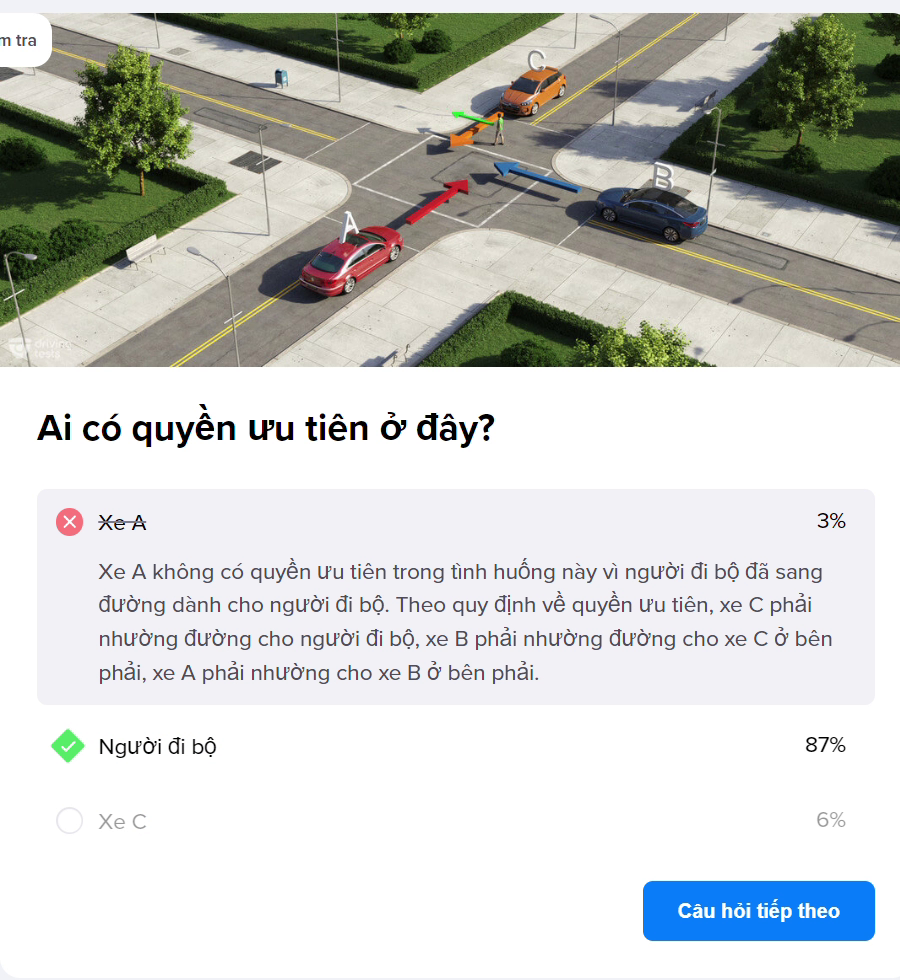 m tra
C
B
A
driving
tests
Ai có quyền ưu tiên ở đây?
Xe A
3%
Xe A không có quyền ưu tiên trong tình huống này vì người đi bộ đã sang
đường dành cho người đi bộ. Theo quy định về quyền ưu tiên, xe C phải
nhường đường cho người đi bộ, xe B phải nhường đường cho xe C ở bên
phải, xe A phải nhường cho xe B ở bên phải.
Người đi bộ
87%
Xe C
6%
Câu hỏi tiếp theo